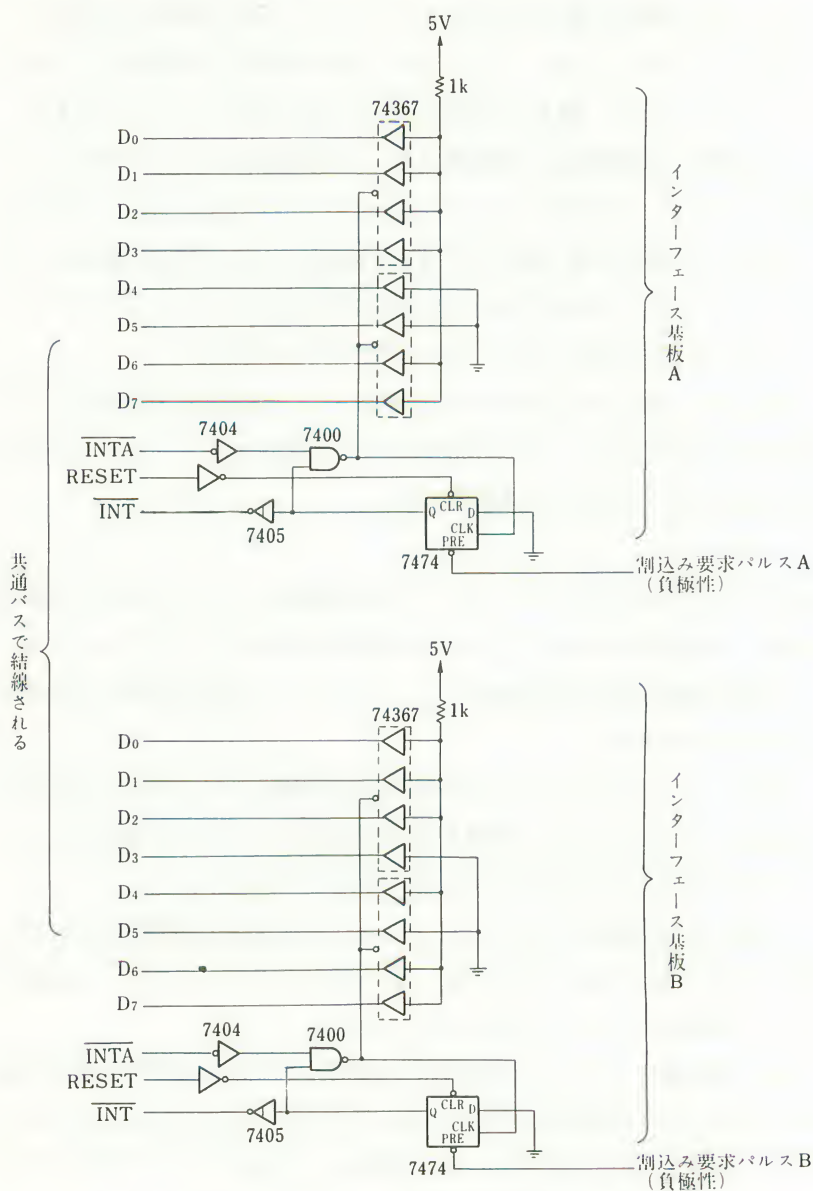 5V
1k
74367
D₀
D₁
D₂
D₃
D₄
D₅
D₆
D₇
7404
7400
INTA
RESET
INT
7405
Q CLR D
CLK
PRE
7474
割込み要求パルスA
(負極性)
インターフェース基板A
共通バスで結線される
5V
1k
74367
D₀
D₁
D₂
D₃
D₄
D₅
D₆
D₇
7404
7400
INTA
RESET
INT
7405
Q CLR D
CLK
PRE
7474
割込み要求パルスB
(負極性)
インターフェース基板B